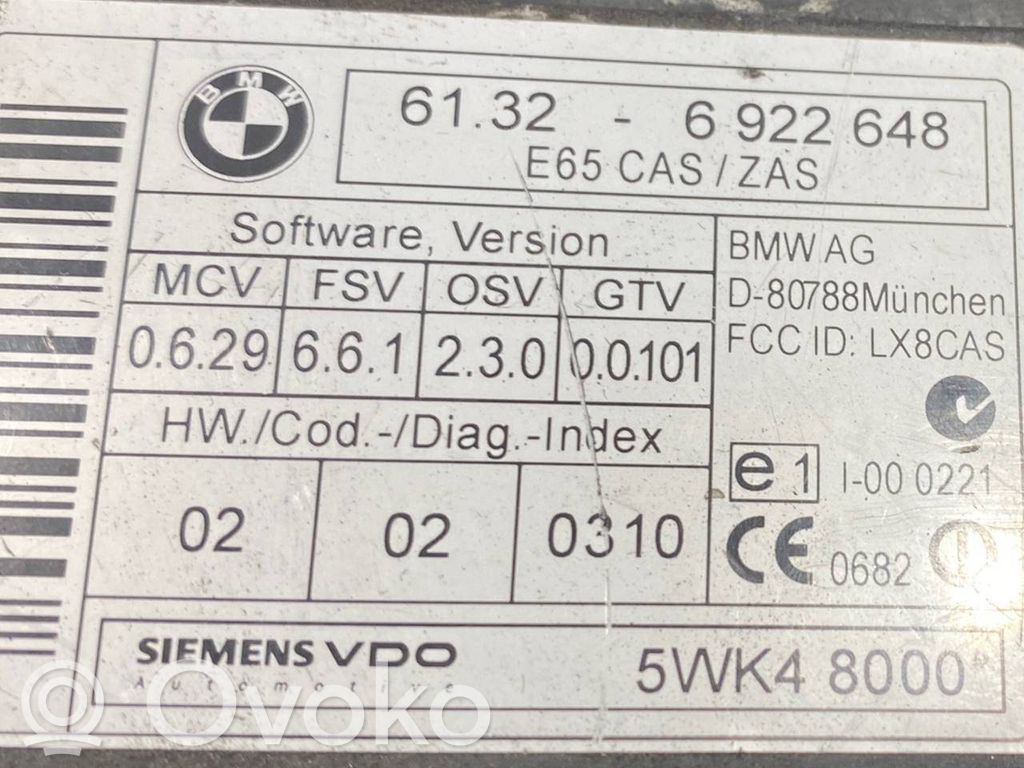 BMW
61.32 - 6 922 648
E65 CAS / ZAS
Software, Version
MCV FSV OSV GTV
0.6.29 6.6.1 2.3.0 0.0.101
HW./Cod.-/Diag.-Index
02 02 0310
BMW AG
D-80788München
FCC ID: LX8CAS
e1 I-00 0221
CE 0682
SIEMENS VDO
Automotive
5WK4 8000
Ovoko